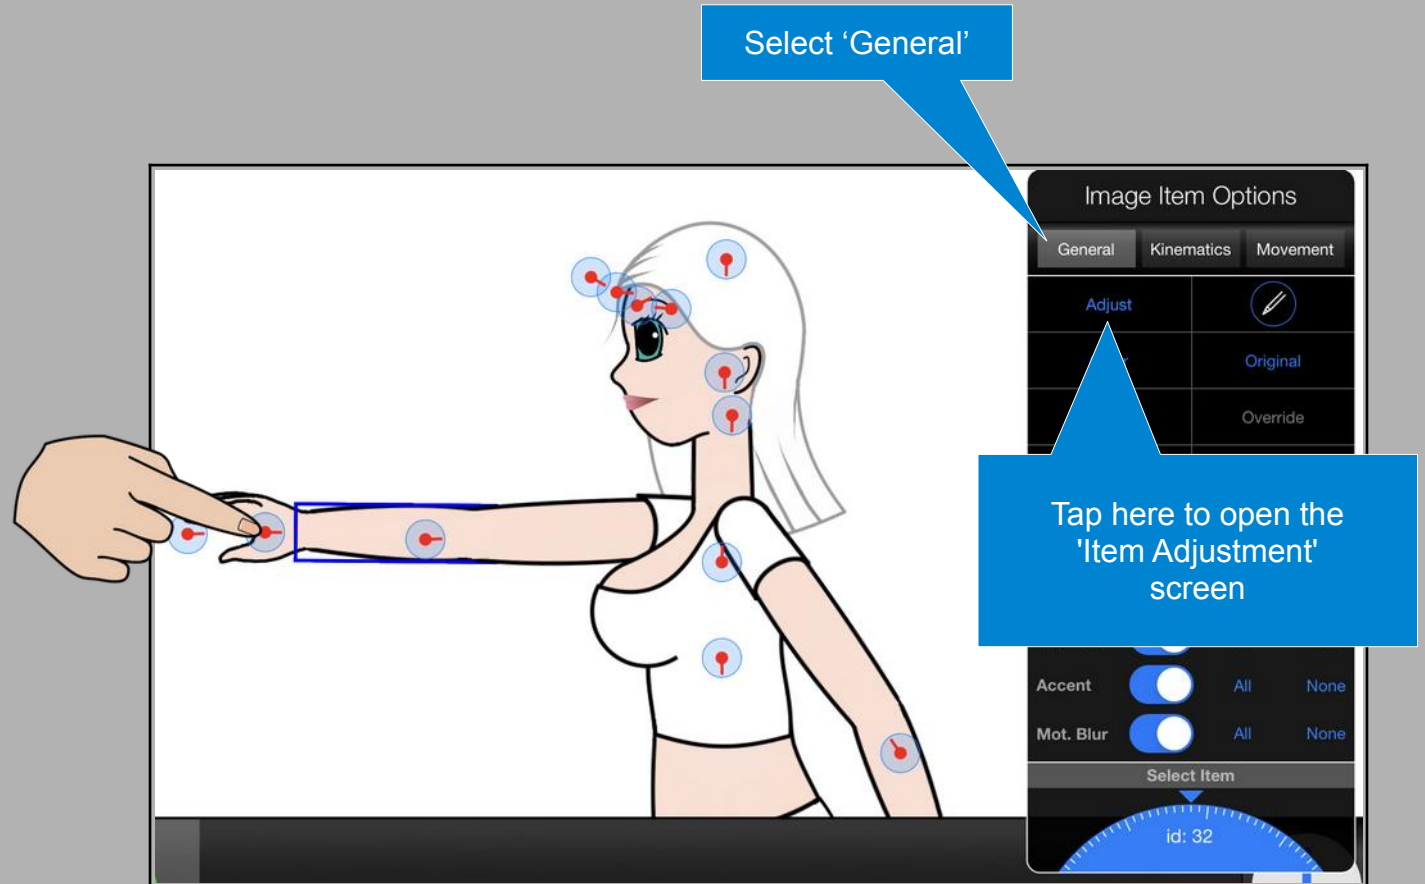 Select ‘General’
Image Item Options
General Kinematics Movement
Adjust
Original
Override
Tap here to open the
'Item Adjustment'
screen
Accent All None
Mot. Blur All None
Select Item
id: 32